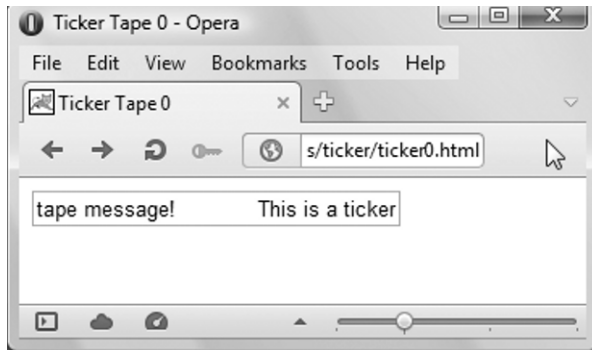 Ticker Tape 0 - Opera
File Edit View Bookmarks Tools Help
Ticker Tape 0
s/ticker/ticker0.html
tape message! This is a ticker